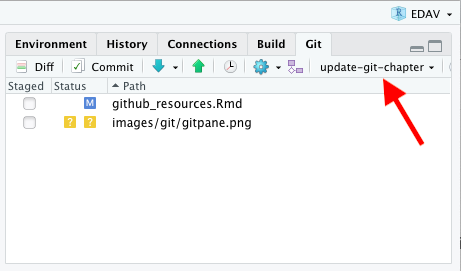 R EDAV
Environment History Connections Build Git
Diff Commit update-git-chapter
Staged Status Path
M github_resources.Rmd
? ? images/git/gitpane.png